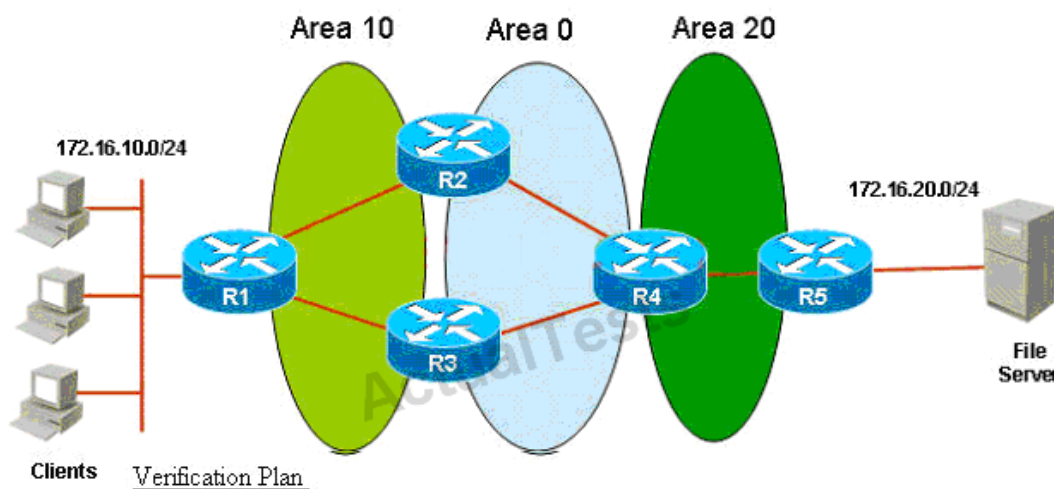 Area 10 Area 0 Area 20
172.16.10.0/24
172.16.20.0/24
R2
R1
R4
R5
R3
ActualTests
File
Server
Clients
Verification Plan